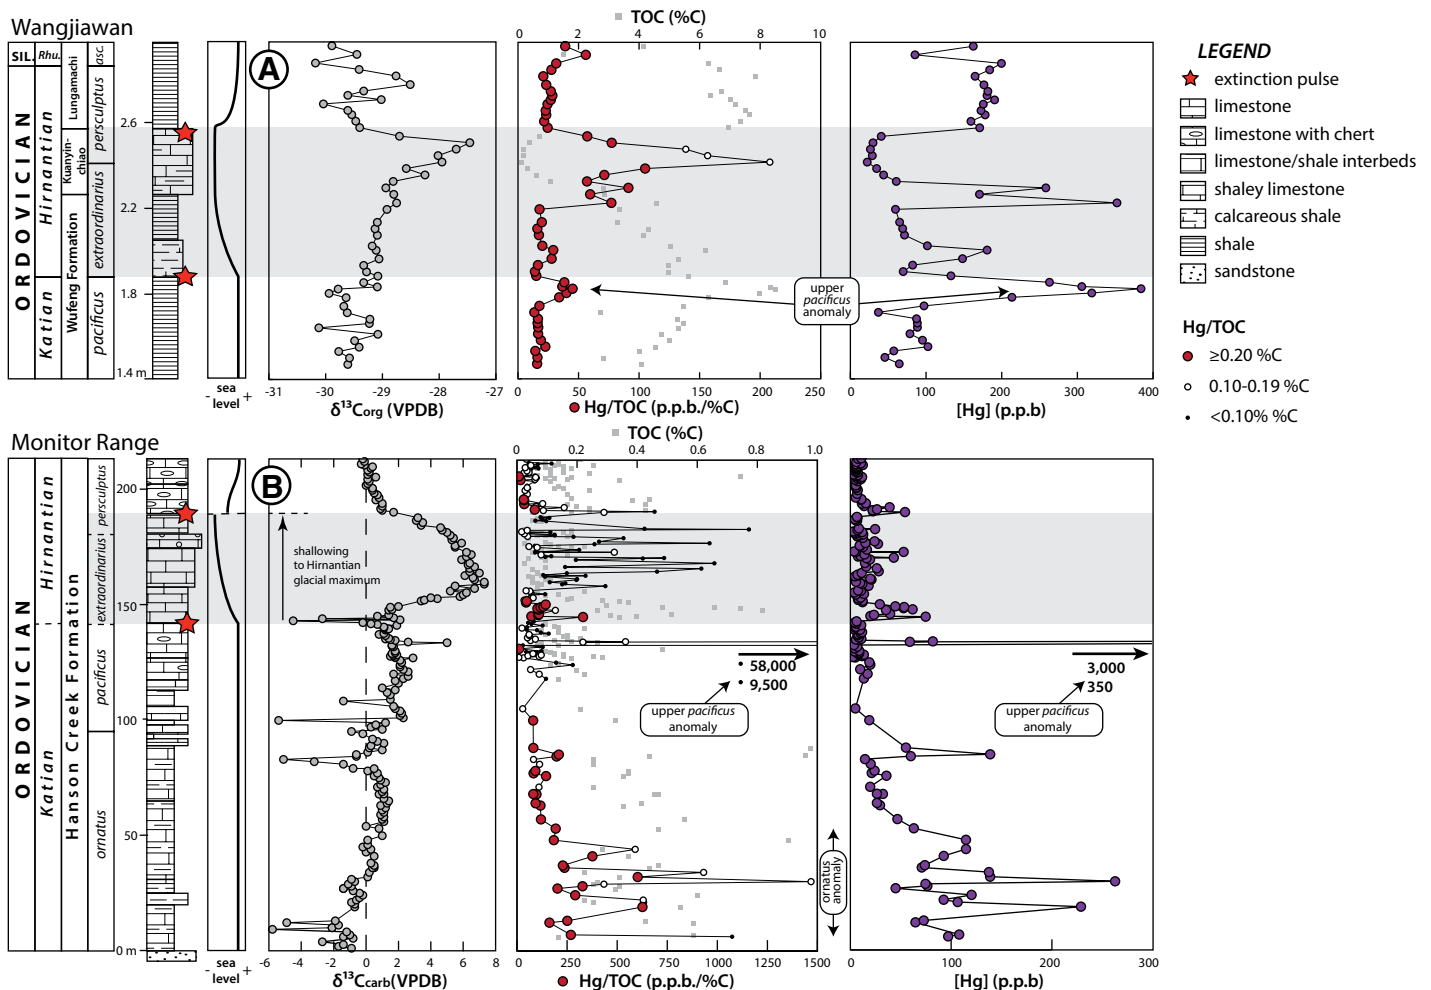 Wangjiawan
TOC (%C)
0 2 4 6 8 10
SIL. Rhu. asc.
ORDOVICIAN
Hirnantian
Katian
Lungamachi
Kuanyin-
chiao
Wufeng Formation
persculptus
extraordinarius
pacificus
2.6
2.2
1.8
1.4 m
A
upper
pacificus
anomaly
- sea +
level
-31 -30 -29 -28 -27
δ13Corg (VPDB)
0 50 100 150 200 250
Hg/TOC (p.p.b./%C)
0 100 200 300 400
[Hg] (p.p.b)
LEGEND
extinction pulse
limestone
limestone with chert
limestone/shale interbeds
shaley limestone
calcareous shale
shale
sandstone
Hg/TOC
≥0.20 %C
0.10-0.19 %C
<0.10% %C
Monitor Range
TOC (%C)
0 0.2 0.4 0.6 0.8 1.0
ORDOVICIAN
Hirnantian
Katian
Hanson Creek Formation
persculptus
extraordinarius
pacificus
ornatus
200
150
100
50
0 m
B
shallowing
to Hirnantian
glacial maximum
58,000
9,500
upper pacificus
anomaly
3,000
350
upper pacificus
anomaly
ornatus
anomaly
- sea +
level
-6 -4 -2 0 2 4 6 8
δ13Ccarb(VPDB)
0 250 500 750 1000 1250 1500
Hg/TOC (p.p.b./%C)
0 100 200 300
[Hg] (p.p.b)